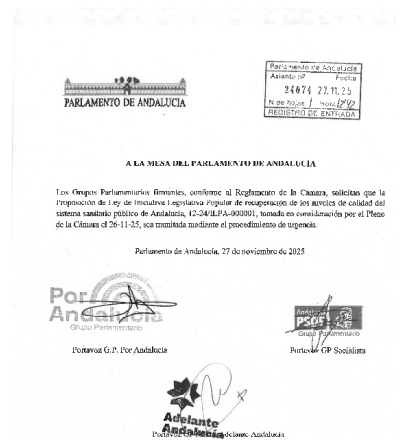 PARLAMENTO DE ANDALUCIA
Parlamento de Andalucía
Asiento nº Fecha
24074 27.11.25
N de hojas 1 Hora
REGISTRO DE ENTRADA
A LA MESA DEL PARLAMENTO DE ANDALUCÍA
Los Grupos Parlamentarios firmantes, conforme al Reglamento de la Cámara, solicitan que la
Proposición de Ley de Iniciativa Legislativa Popular de recuperación de los niveles de calidad del
sistema sanitario público de Andalucía, 12-24/ILPA-000001, tomada en consideración por el Pleno
de la Cámara el 26-11-25, sea tramitada mediante el procedimiento de urgencia.
Parlamento de Andalucía, 27 de noviembre de 2025
Por
Andalucía
Grupo Parlamentario
Andalucía
PSOE
Grupo Parlamentario
Portavoz G.P. Por Andalucía
Portavoz GP Socialista
Adelante
Andalucía
Portavoz Adelante Andalucía